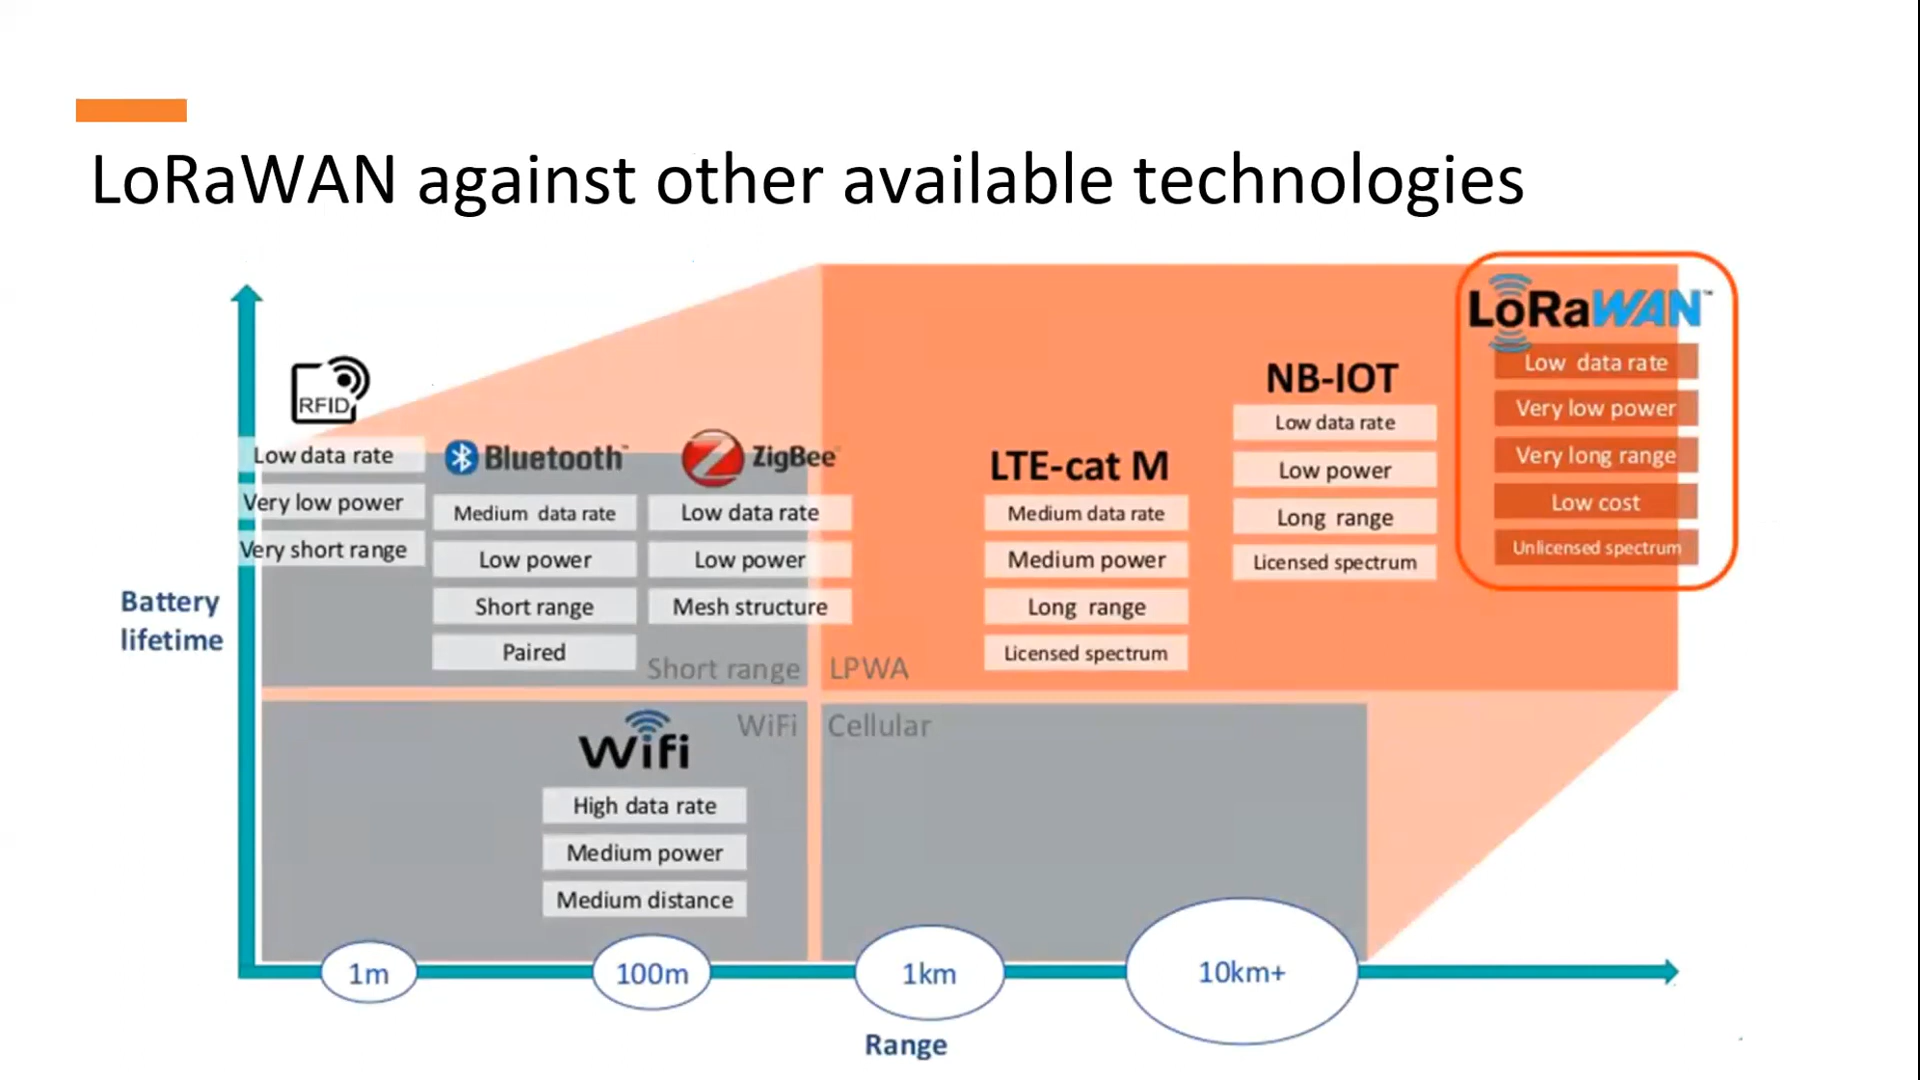 LoRaWAN against other available technologies
RFID
Low data rate
Very low power
Very short range
Bluetooth™
Medium data rate
Low power
Short range
Paired
ZigBee
Low data rate
Low power
Mesh structure
LTE-cat M
Medium data rate
Medium power
Long range
Licensed spectrum
NB-IOT
Low data rate
Low power
Long range
Licensed spectrum
LoRaWAN™
Low data rate
Very low power
Very long range
Low cost
Unlicensed spectrum
Battery
lifetime
Short range
LPWA
WiFi
Cellular
Wifi
High data rate
Medium power
Medium distance
1m
100m
1km
10km+
Range